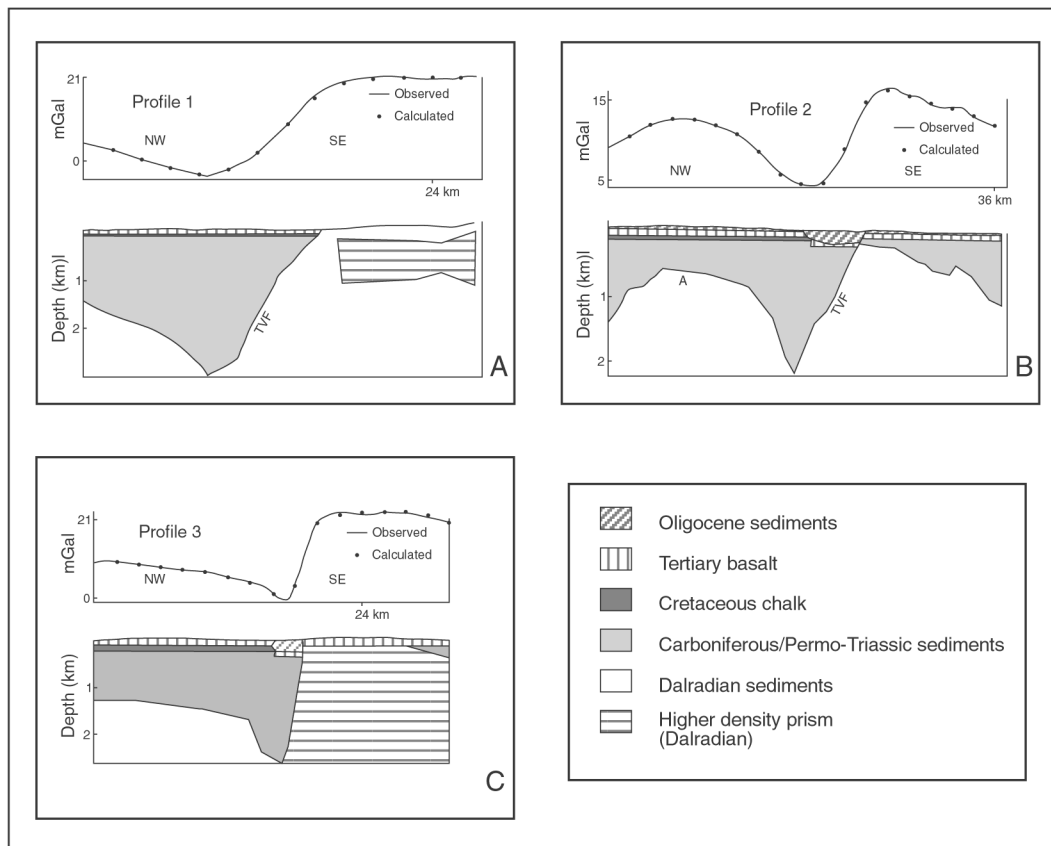 21
mGal
0
Profile 1
NW
SE
Observed
Calculated
24 km
Depth (km)
1
2
TVF
A
15
mGal
5
Profile 2
NW
SE
Observed
Calculated
36 km
Depth (km)
1
2
A
TVF
B
21
mGal
0
Profile 3
NW
SE
Observed
Calculated
24 km
Depth (km)
1
2
C
Oligocene sediments
Tertiary basalt
Cretaceous chalk
Carboniferous/Permo-Triassic sediments
Dalradian sediments
Higher density prism
(Dalradian)